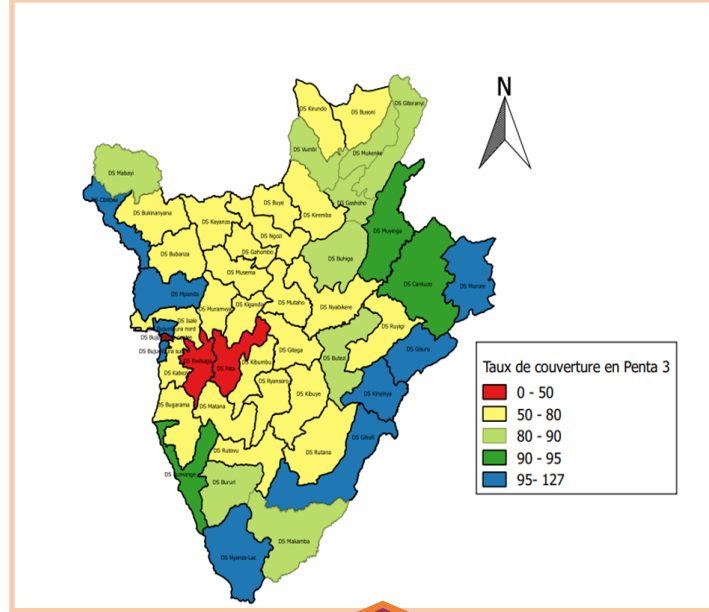 N
DS Kirundo
DS Busoni
DS Gitaranyi
DS Vumbi
DS Mukenke
DS Mabayi
DS Gashoho
DS Cibitoke
DS Bukinanyana
DS Kayanza
DS Buye
DS Kiremba
DS Ngozi
DS Muyinga
DS Bubanza
DS Gahombo
DS Buhiga
DS Musema
DS Cankuzo
DS Murore
DS Mpanda
DS Muramvya
DS Kiganda
DS Mutaho
DS Nyabikere
DS Isale
DS Ruyigi
DS Kibumbu
DS Gitega
DS Butezi
DS Gisuru
DS Kabezi
DS Rwibaga
DS Fota
DS Ryansoro
DS Kibuye
DS Kinyinya
DS Bugarama
DS Matana
DS Gihofi
DS Rutovu
DS Rutana
DS Bururi
DS Makamba
DS Nyanza-Lac
Taux de couverture en Penta 3
0 - 50
50 - 80
80 - 90
90 - 95
95- 127